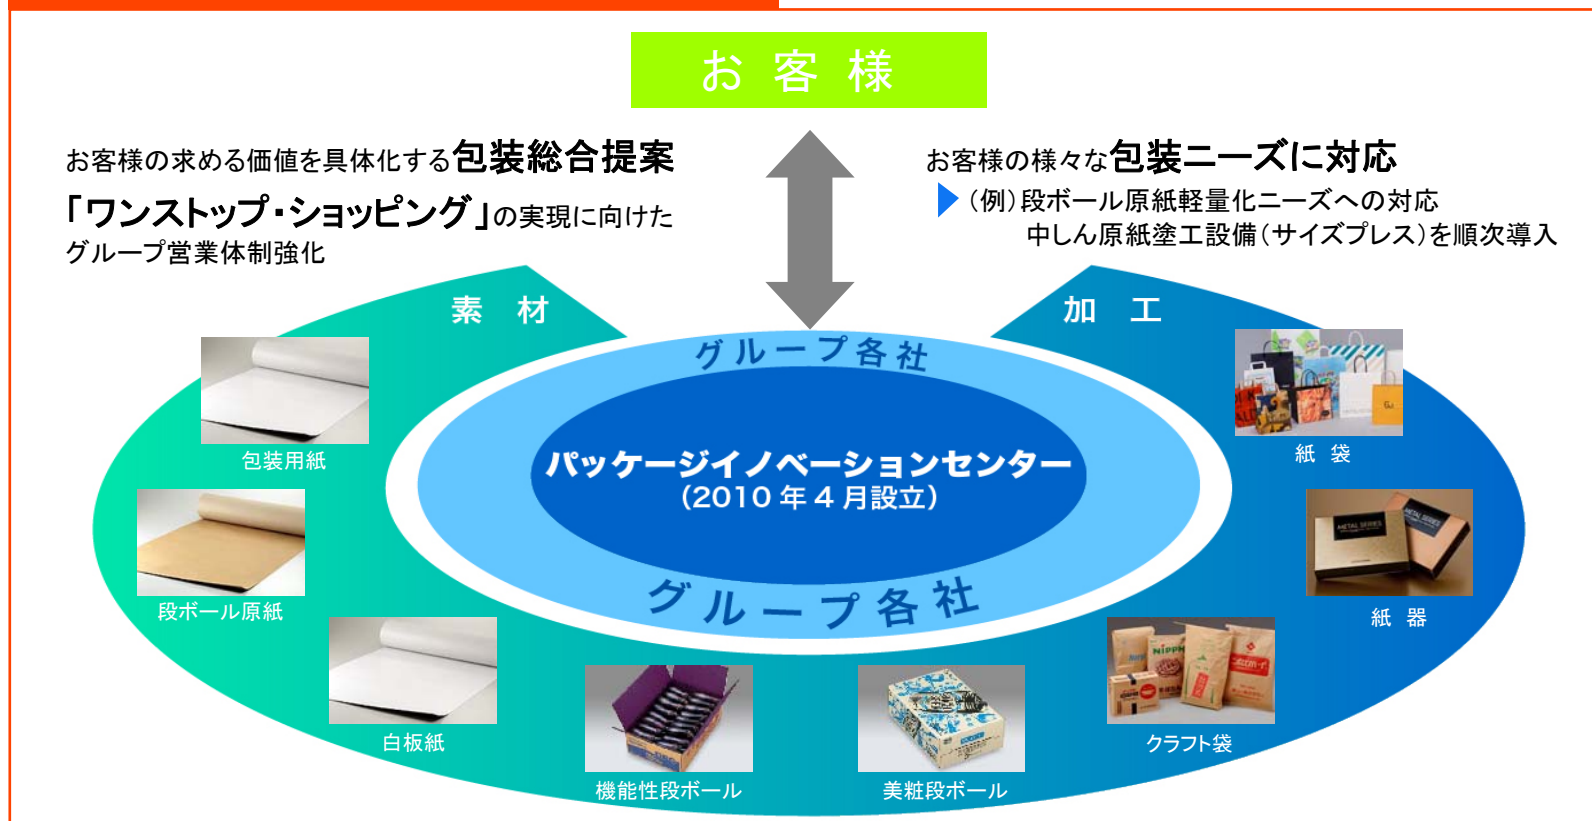 お客様
お客様の求める価値を具体化する包装総合提案
「ワンストップ・ショッピング」の実現に向けた
グループ営業体制強化
お客様の様々な包装ニーズに対応
（例）段ボール原紙軽量化ニーズへの対応
中しん原紙塗工設備（サイズプレス）を順次導入
素材
加工
グループ各社
パッケージイノベーションセンター
（2010年4月設立）
グループ各社
包装用紙
段ボール原紙
白板紙
機能性段ボール
美粧段ボール
クラフト袋
紙器
METAL SERIES
METAL SERIES
紙袋